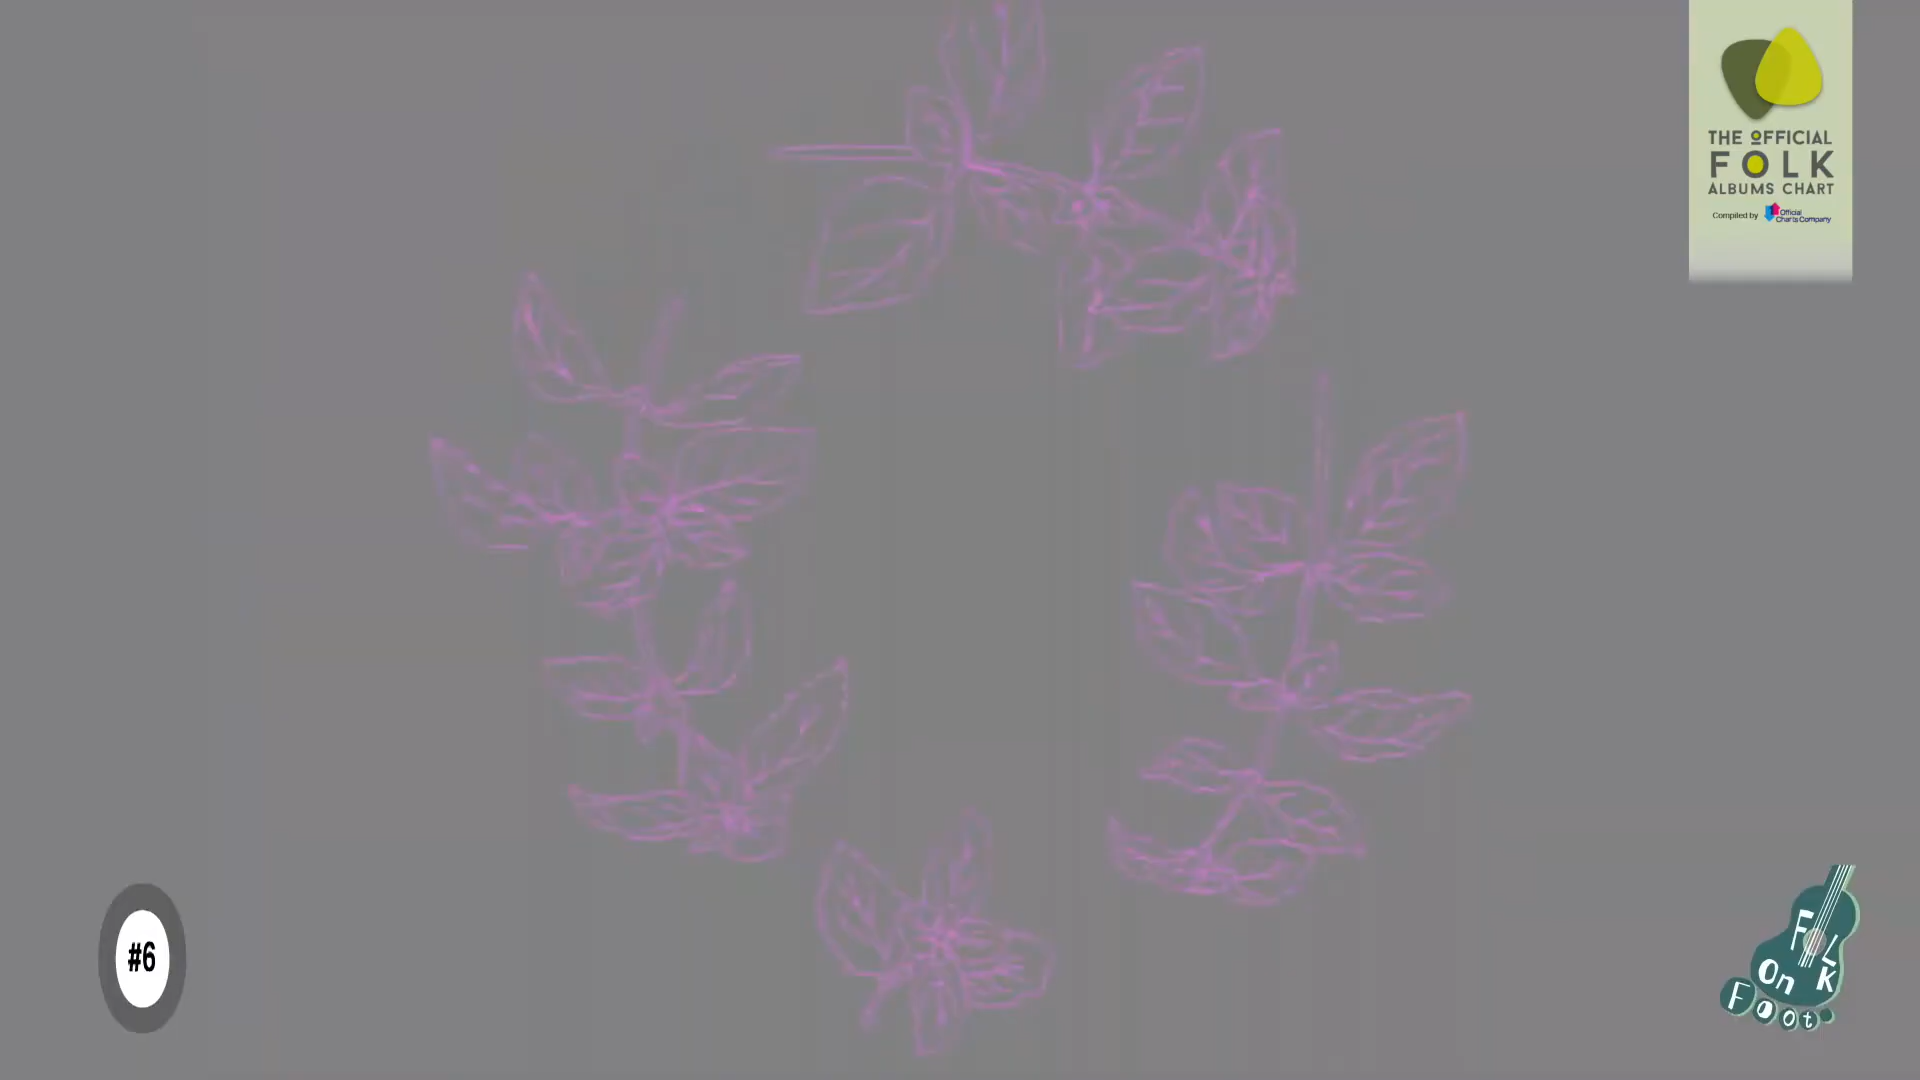 THE OFFICIAL
FOLK
ALBUMS CHART
Compiled by Official
Charts Company
#6
FOLK
On
Foot